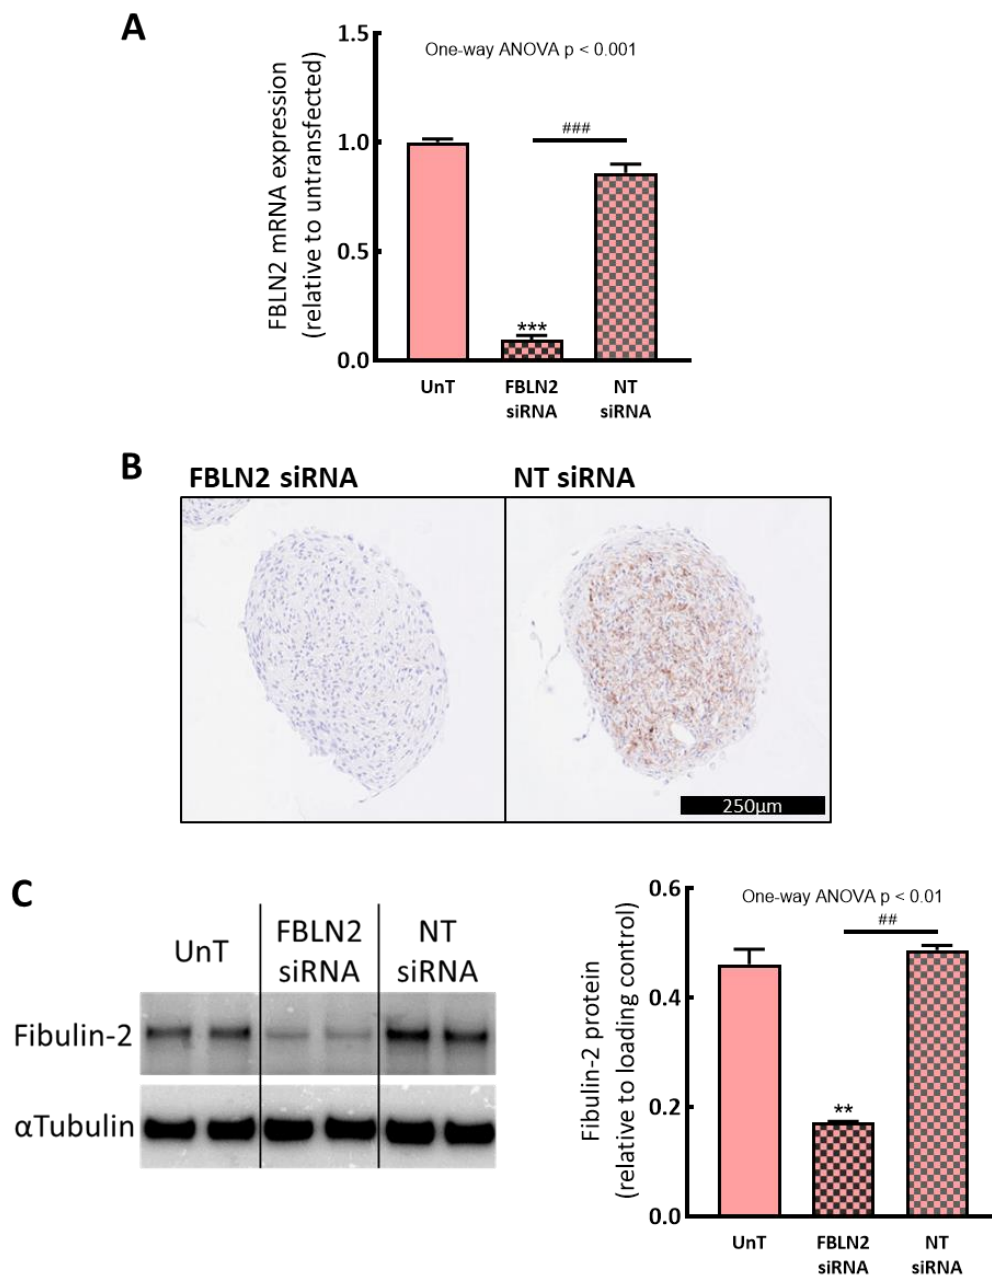 A
FBLN2 mRNA expression
(relative to untransfected)
1.5
1.0
0.5
0.0
One-way ANOVA p < 0.001
###
***
UnT
FBLN2
siRNA
NT
siRNA
B
FBLN2 siRNA
NT siRNA
250µm
C
UnT
FBLN2
siRNA
NT
siRNA
Fibulin-2
αTubulin
Fibulin-2 protein
(relative to loading control)
0.6
0.4
0.2
0.0
One-way ANOVA p < 0.01
##
**
UnT
FBLN2
siRNA
NT
siRNA